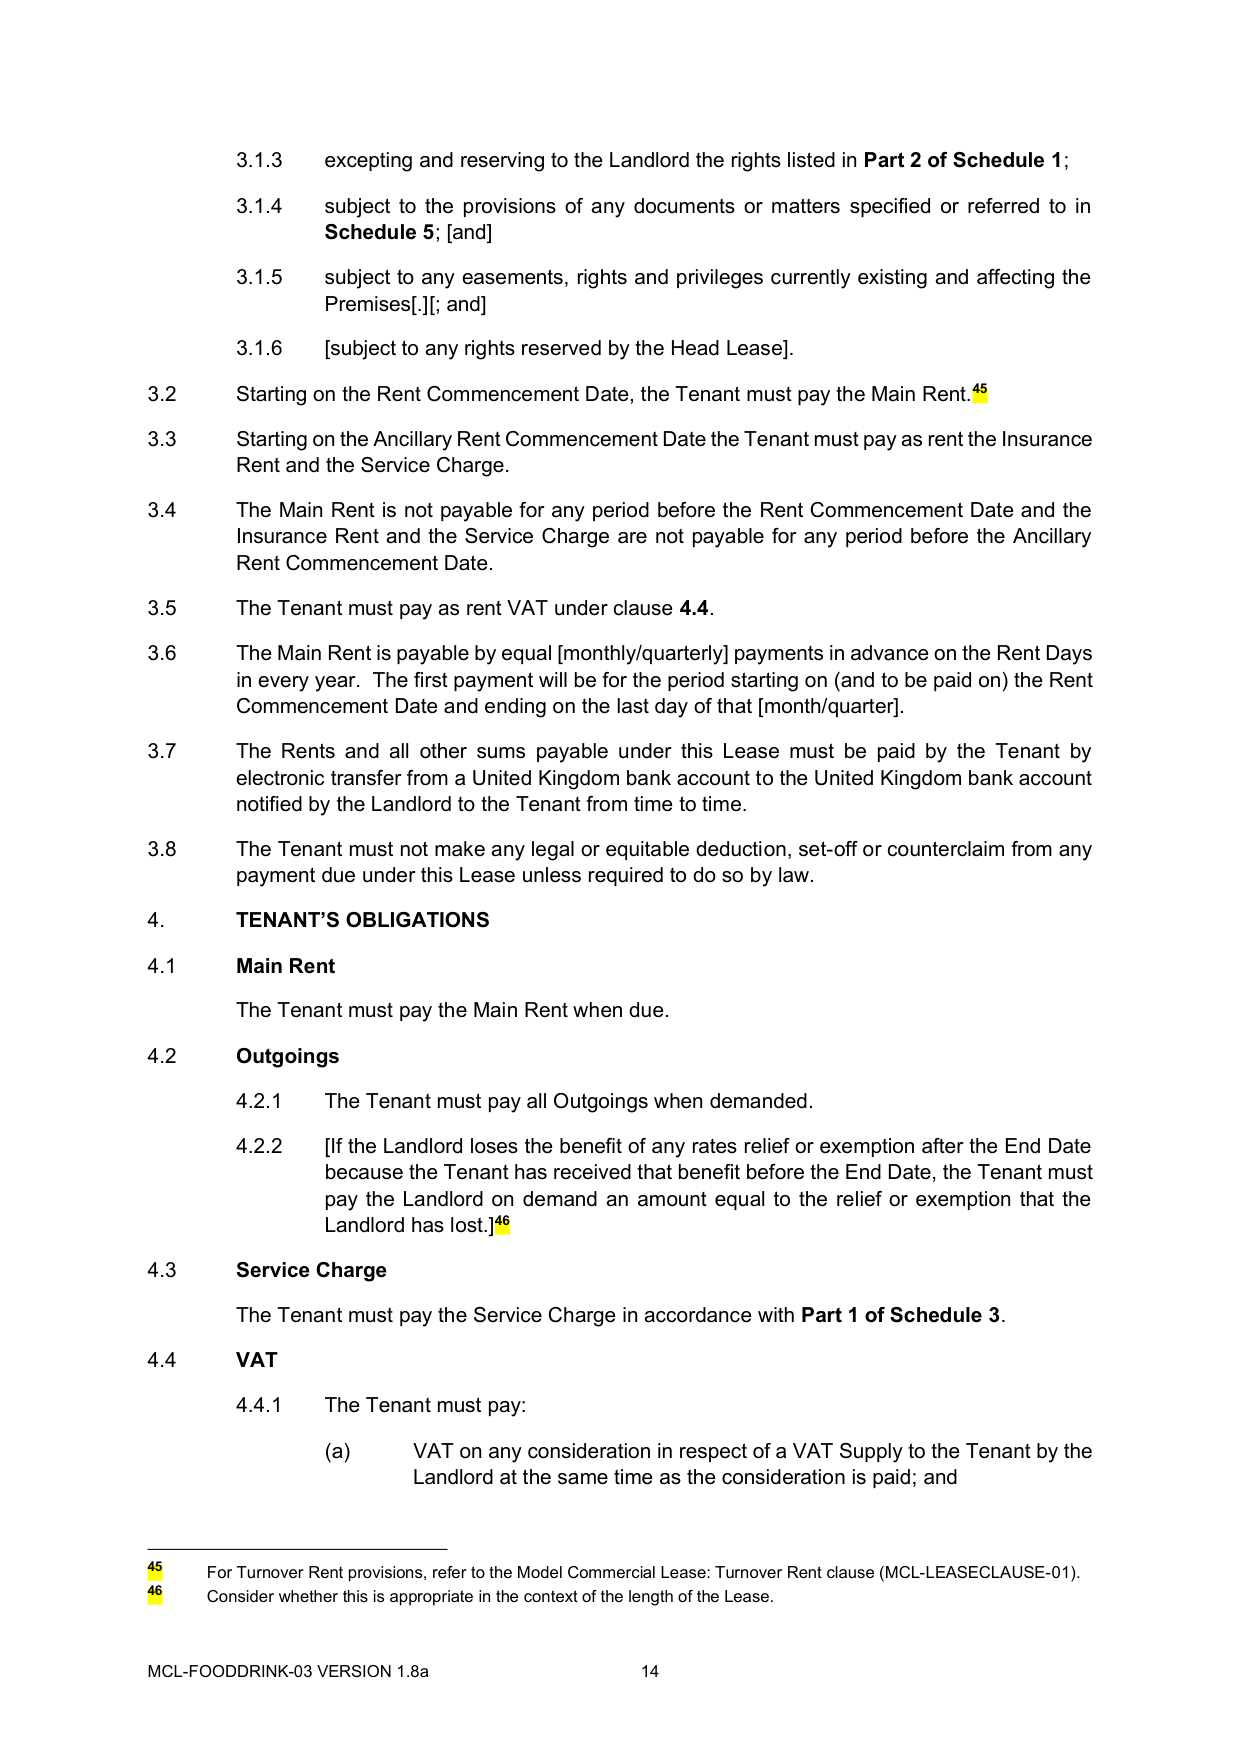 3.1.3 excepting and reserving to the Landlord the rights listed in Part 2 of Schedule 1;
3.1.4 subject to the provisions of any documents or matters specified or referred to in
Schedule 5; [and]
3.1.5 subject to any easements, rights and privileges currently existing and affecting the
Premises[.][; and]
3.1.6 [subject to any rights reserved by the Head Lease].
3.2 Starting on the Rent Commencement Date, the Tenant must pay the Main Rent.45
3.3 Starting on the Ancillary Rent Commencement Date the Tenant must pay as rent the Insurance
Rent and the Service Charge.
3.4 The Main Rent is not payable for any period before the Rent Commencement Date and the
Insurance Rent and the Service Charge are not payable for any period before the Ancillary
Rent Commencement Date.
3.5 The Tenant must pay as rent VAT under clause 4.4.
3.6 The Main Rent is payable by equal [monthly/quarterly] payments in advance on the Rent Days
in every year. The first payment will be for the period starting on (and to be paid on) the Rent
Commencement Date and ending on the last day of that [month/quarter].
3.7 The Rents and all other sums payable under this Lease must be paid by the Tenant by
electronic transfer from a United Kingdom bank account to the United Kingdom bank account
notified by the Landlord to the Tenant from time to time.
3.8 The Tenant must not make any legal or equitable deduction, set-off or counterclaim from any
payment due under this Lease unless required to do so by law.
4. TENANT’S OBLIGATIONS
4.1 Main Rent
The Tenant must pay the Main Rent when due.
4.2 Outgoings
4.2.1 The Tenant must pay all Outgoings when demanded.
4.2.2 [If the Landlord loses the benefit of any rates relief or exemption after the End Date
because the Tenant has received that benefit before the End Date, the Tenant must
pay the Landlord on demand an amount equal to the relief or exemption that the
Landlord has lost.]46
4.3 Service Charge
The Tenant must pay the Service Charge in accordance with Part 1 of Schedule 3.
4.4 VAT
4.4.1 The Tenant must pay:
(a) VAT on any consideration in respect of a VAT Supply to the Tenant by the
Landlord at the same time as the consideration is paid; and
45 For Turnover Rent provisions, refer to the Model Commercial Lease: Turnover Rent clause (MCL-LEASECLAUSE-01).
46 Consider whether this is appropriate in the context of the length of the Lease.
MCL-FOODDRINK-03 VERSION 1.8a 14